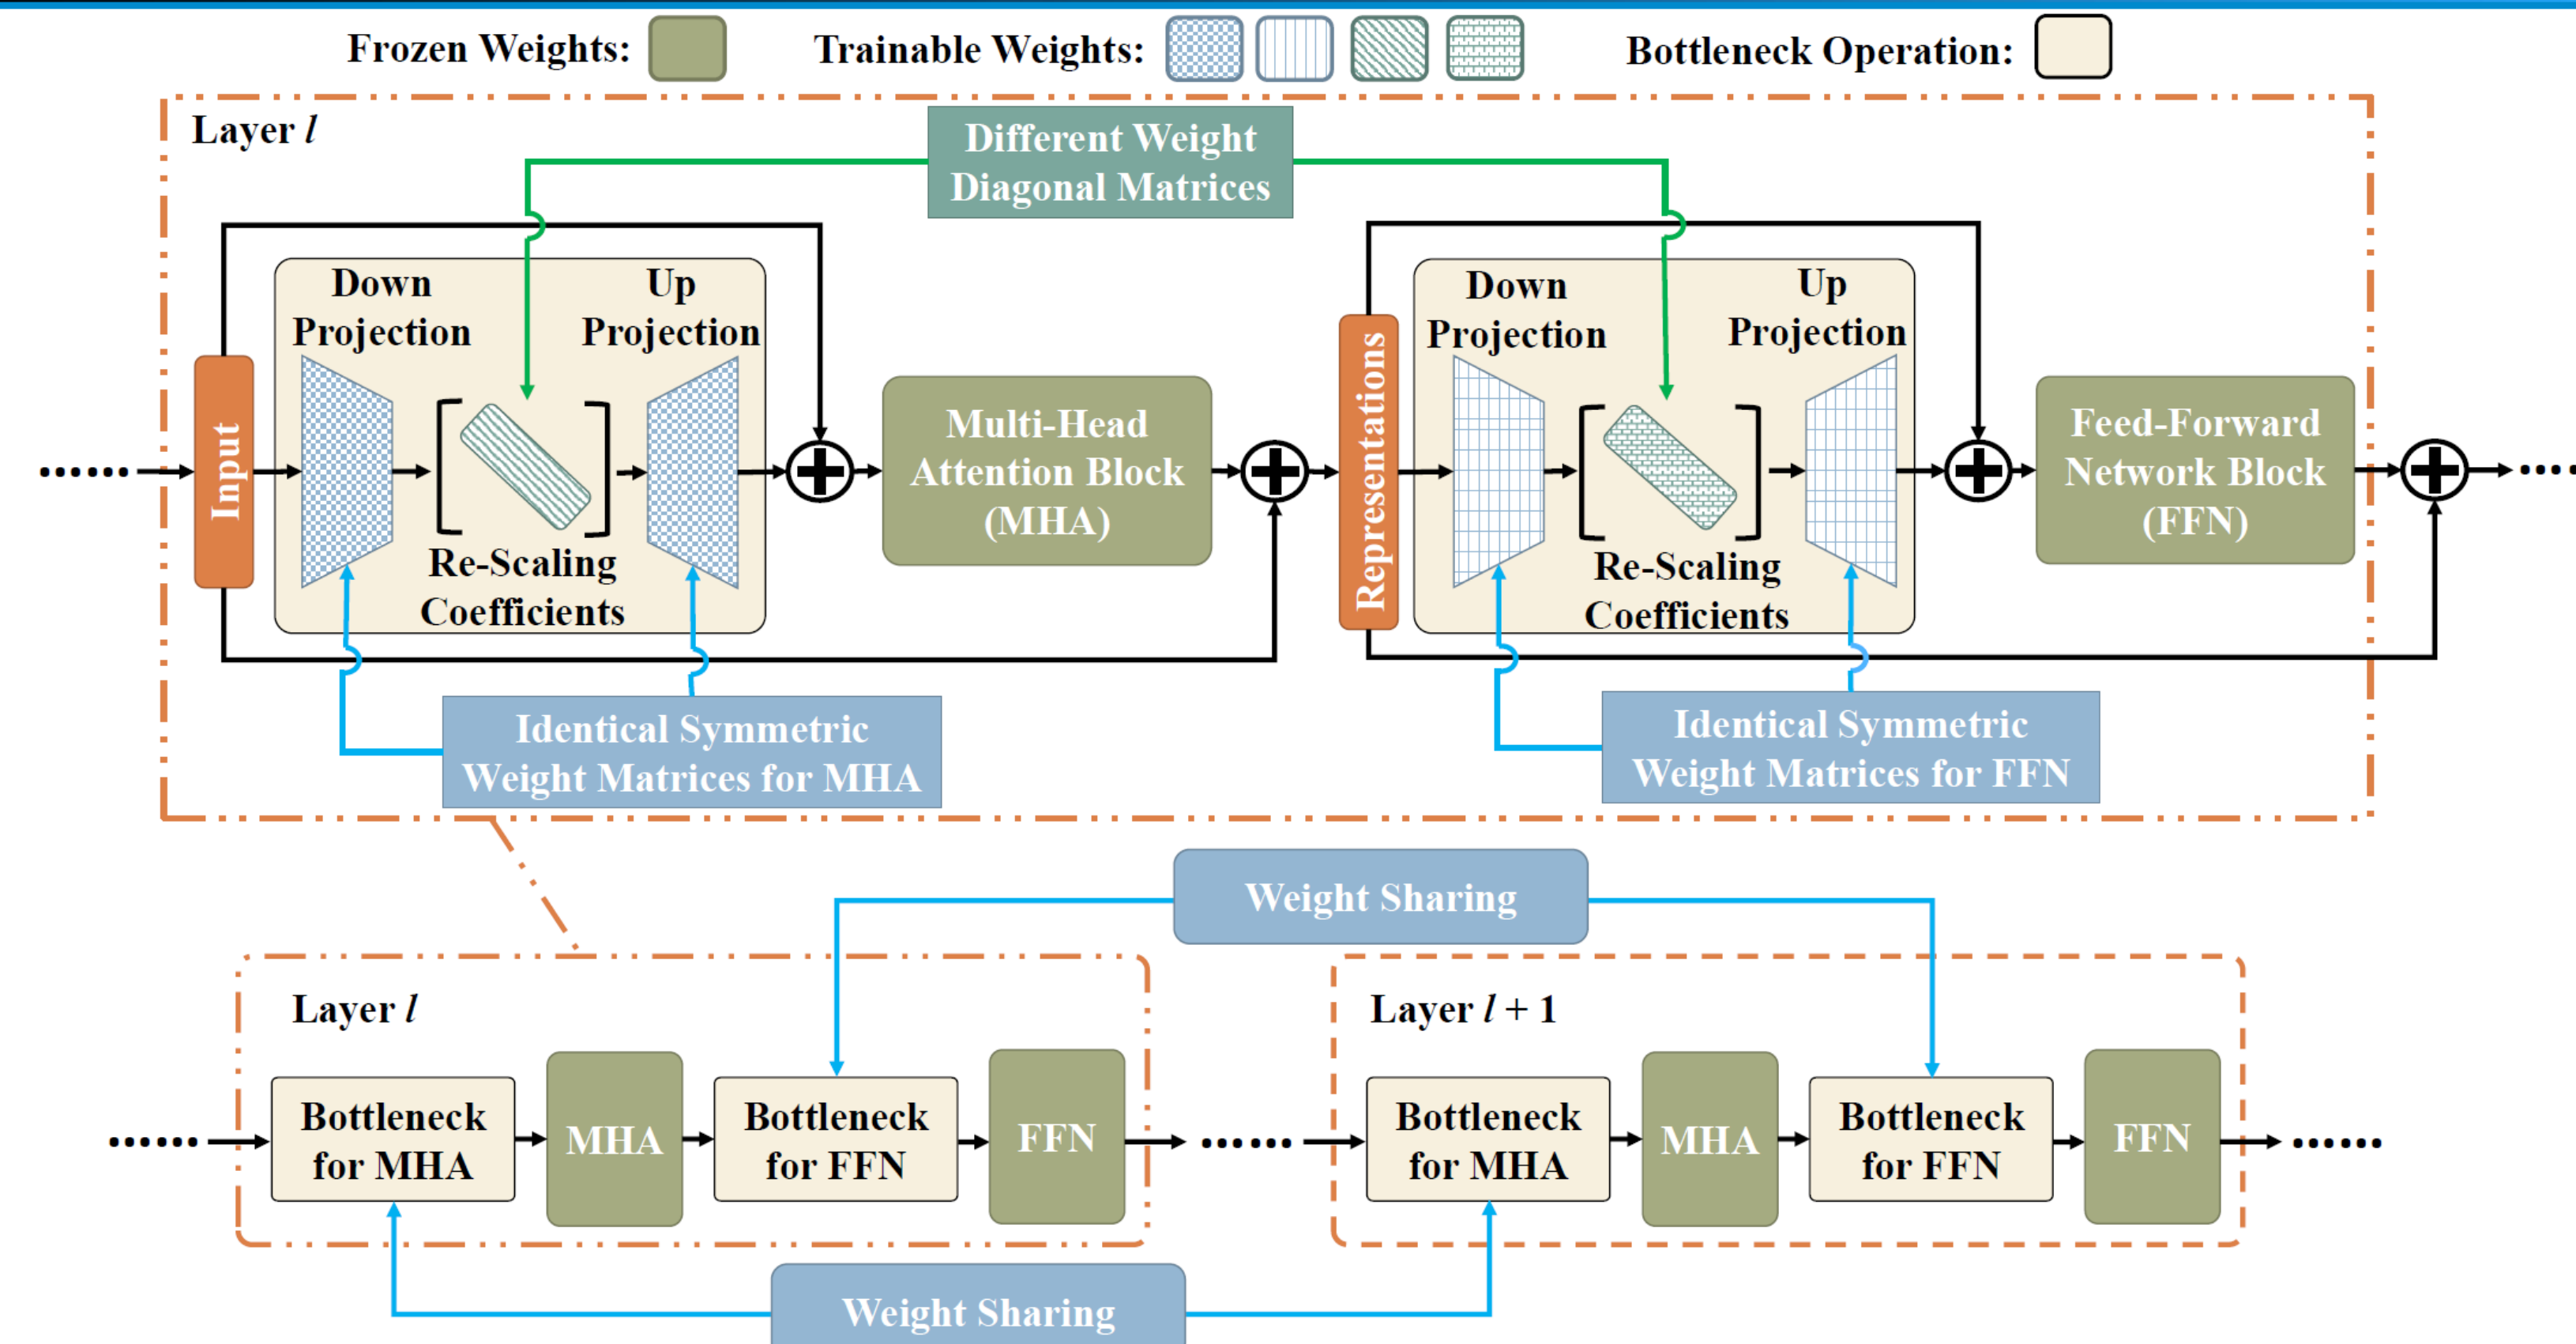 Frozen Weights:
Trainable Weights:
Bottleneck Operation:
Layer l
Different Weight
Diagonal Matrices
Down
Projection
Up
Projection
Input
Re-Scaling
Coefficients
Multi-Head
Attention Block
(MHA)
Representations
Down
Projection
Up
Projection
Re-Scaling
Coefficients
Feed-Forward
Network Block
(FFN)
Identical Symmetric
Weight Matrices for MHA
Identical Symmetric
Weight Matrices for FFN
Weight Sharing
Layer l
Bottleneck
for MHA
MHA
Bottleneck
for FFN
FFN
Layer l + 1
Bottleneck
for MHA
MHA
Bottleneck
for FFN
FFN
Weight Sharing